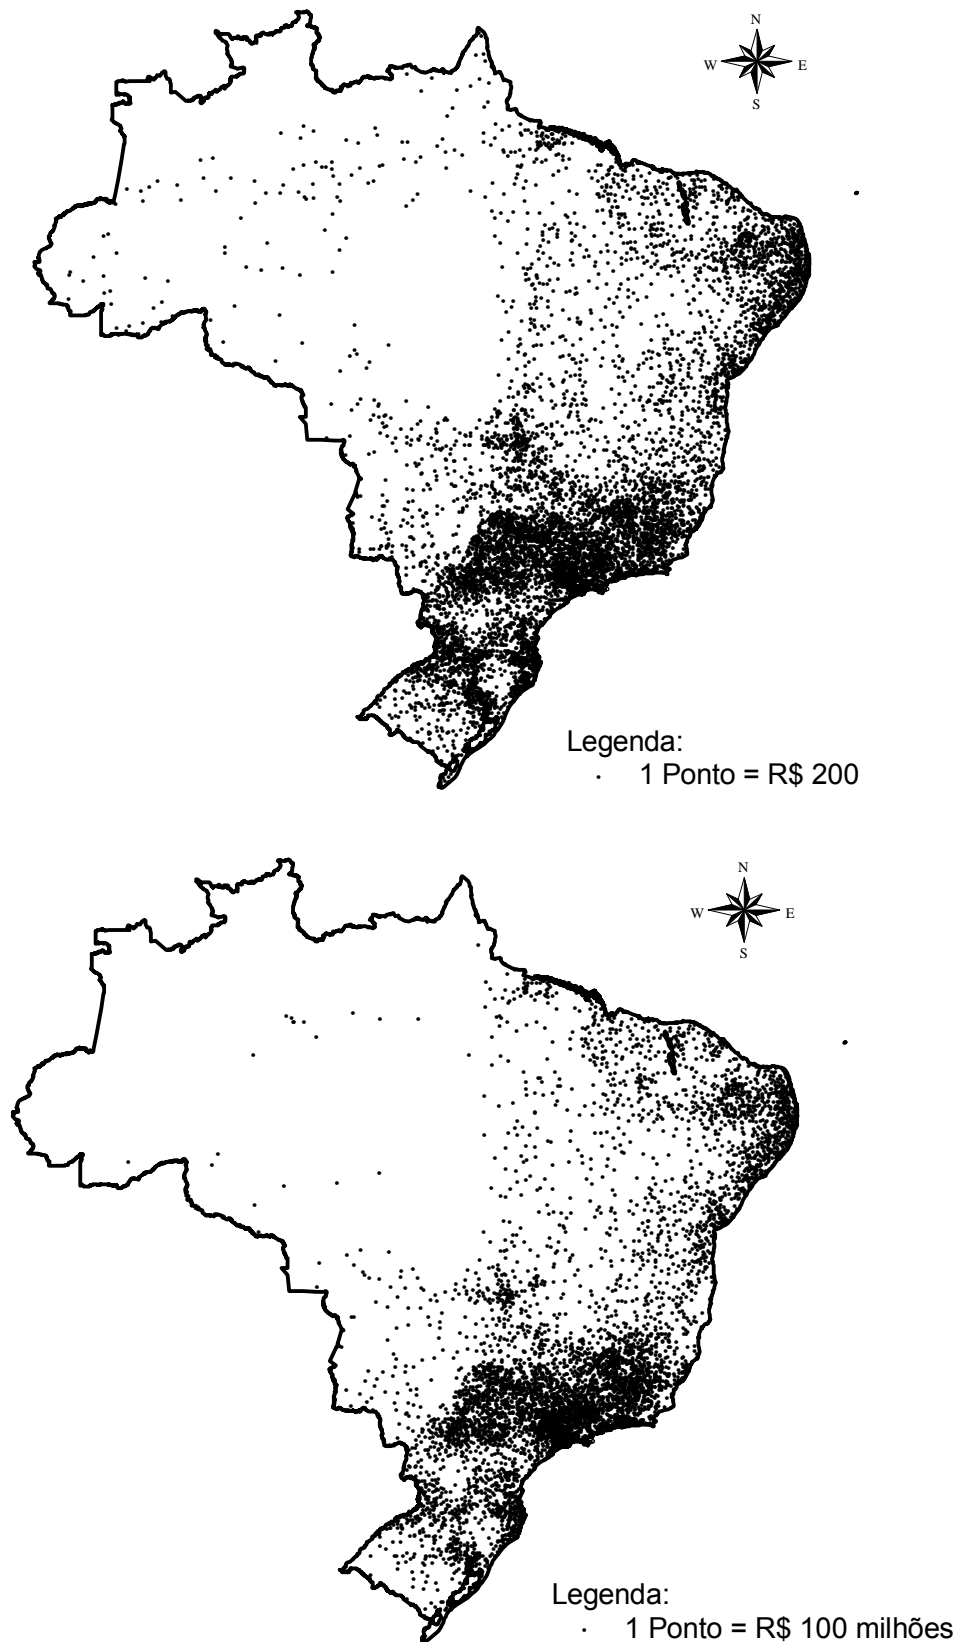 N
W E
S
Legenda:
1 Ponto = R$ 200
N
W E
S
Legenda:
1 Ponto = R$ 100 milhões